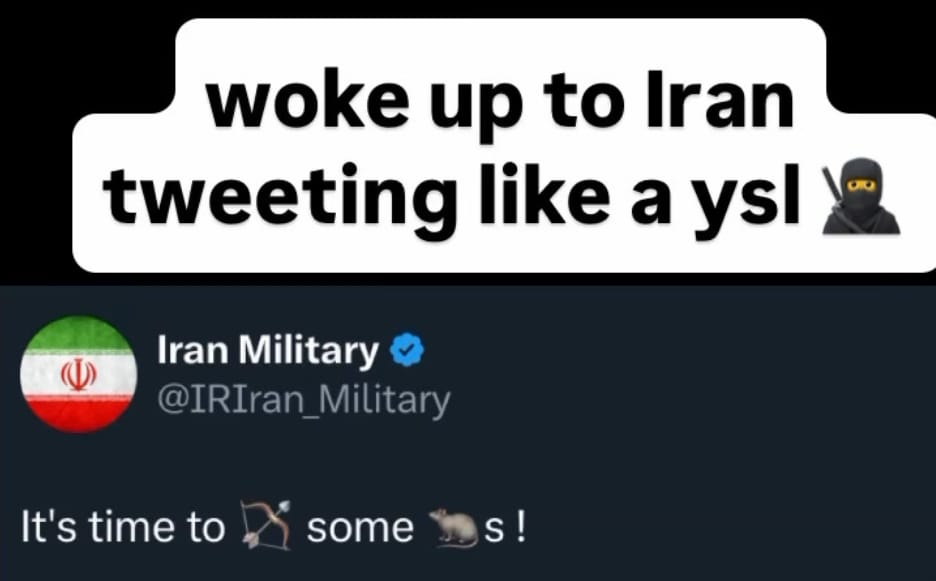 woke up to Iran
tweeting like a ysl 🥷
Iran Military
@IRIran_Military
It's time to 🏹 some 🐀s !